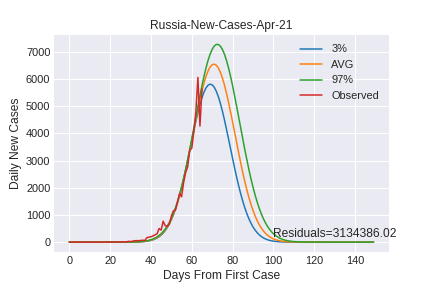 Russia-New-Cases-Apr-21
Daily New Cases
7000
6000
5000
4000
3000
2000
1000
0
3%
AVG
97%
Observed
Residuals=3134386.02
0 20 40 60 80 100 120 140
Days From First Case